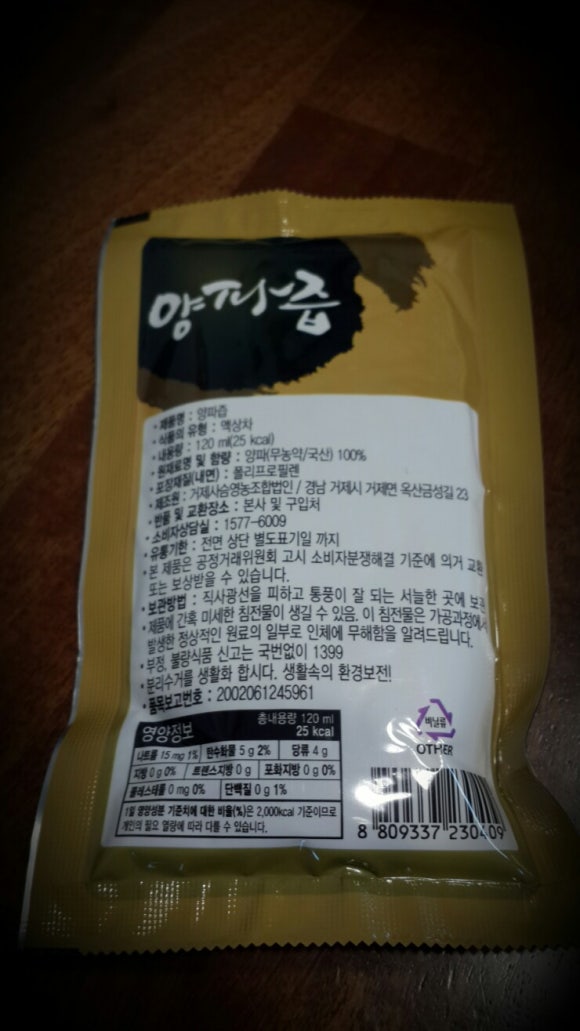 양파즙
· 제품명 : 양파즙
· 식품의 유형 : 액상차
· 내용량 : 120 ml(25 kcal)
· 원재료명 및 함량 : 양파(무농약/국산) 100%
· 포장재질(내면) : 폴리프로필렌
· 제조원 : 거제사슴영농조합법인 / 경남 거제시 거제면 옥산금성길 23
· 반품 및 교환장소 : 본사 및 구입처
· 소비자상담실 : 1577-6009
· 유통기한 : 전면 상단 별도표기일 까지
· 본 제품은 공정거래위원회 고시 소비자분쟁해결 기준에 의거 교환
또는 보상받을 수 있습니다.
· 보관방법 : 직사광선을 피하고 통풍이 잘 되는 서늘한 곳에 보관
· 제품에 간혹 미세한 침전물이 생길 수 있음. 이 침전물은 가공과정에서
발생한 정상적인 원료의 일부로 인체에 무해함을 알려드립니다.
· 부정, 불량식품 신고는 국번없이 1399
· 분리수거를 생활화 합시다. 생활속의 환경보전!
· 품목보고번호 : 2002061245961
영양정보
총내용량 120 ml
25 kcal
나트륨 15 mg 1% 탄수화물 5 g 2% 당류 4 g
지방 0 g 0% 트랜스지방 0 g 포화지방 0 g 0%
콜레스테롤 0 mg 0% 단백질 0 g 1%
1일 영양성분 기준치에 대한 비율(%)은 2,000kcal 기준이므로
개인의 필요 열량에 따라 다를 수 있습니다.
비닐류
OTHER
8 809337 230409